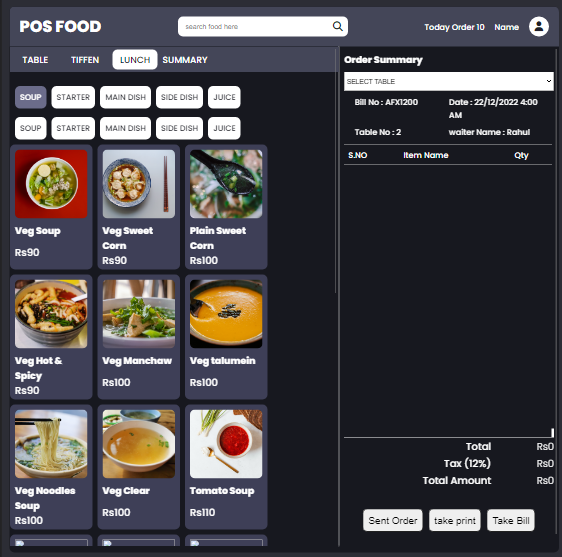 POS FOOD
search food here
Today Order 10
Name
TABLE
TIFFEN
LUNCH
SUMMARY
SOUP
STARTER
MAIN DISH
SIDE DISH
JUICE
SOUP
STARTER
MAIN DISH
SIDE DISH
JUICE
Veg Soup
Rs90
Veg Sweet
Corn
Rs90
Plain Sweet
Corn
Rs100
Veg Hot &
Spicy
Rs90
Veg Manchaw
Rs100
Veg talumein
Rs100
Veg Noodles
Soup
Rs100
Veg Clear
Rs100
Tomato Soup
Rs110
Order Summary
SELECT TABLE
Bill No : AFX1200
Date : 22/12/2022 4:00
AM
Table No : 2
waiter Name : Rahul
S.NO
Item Name
Qty
Total
Rs0
Tax (12%)
Rs0
Total Amount
Rs0
Sent Order
take print
Take Bill